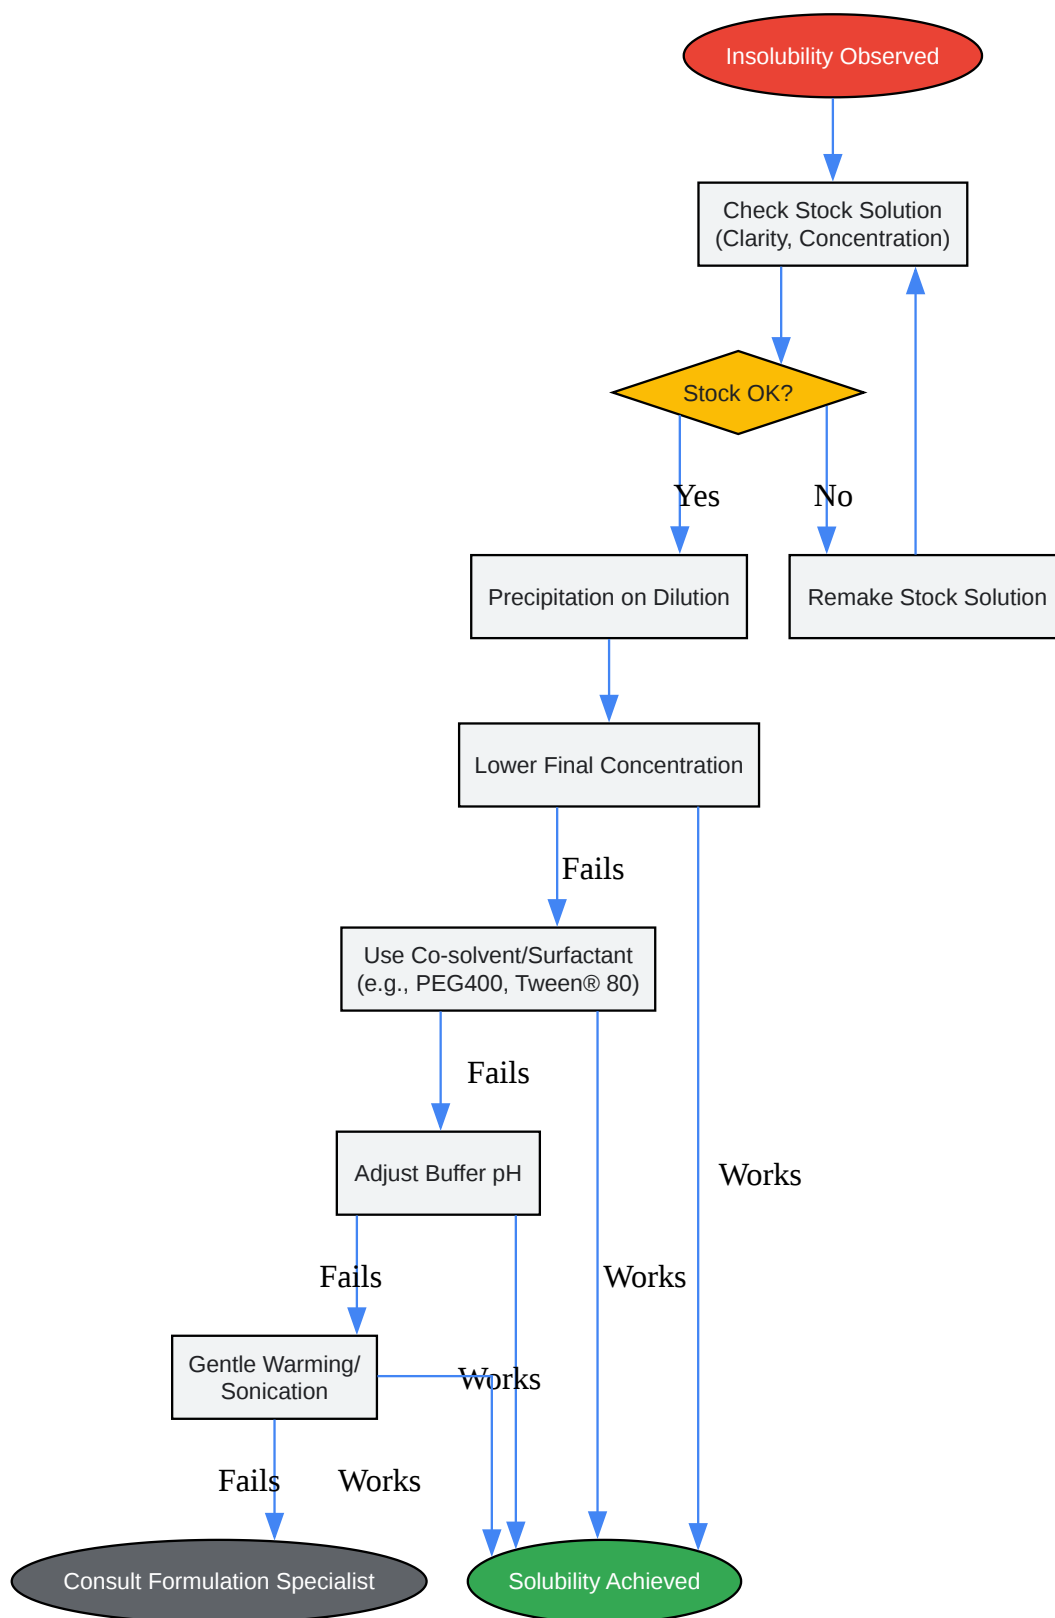 Insolubility Observed
Check Stock Solution
(Clarity, Concentration)
Stock OK?
Yes
No
Precipitation on Dilution
Remake Stock Solution
Lower Final Concentration
Fails
Use Co-solvent/Surfactant
(e.g., PEG400, Tween® 80)
Fails
Adjust Buffer pH
Works
Fails
Works
Gentle Warming/
Sonication
Works
Fails
Works
Consult Formulation Specialist
Solubility Achieved